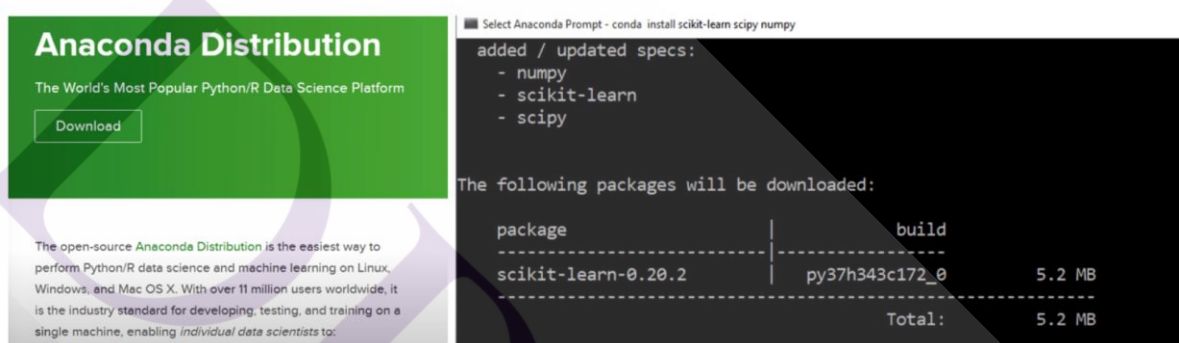 Anaconda Distribution
The World's Most Popular Python/R Data Science Platform
Download
The open-source Anaconda Distribution is the easiest way to
perform Python/R data science and machine learning on Linux,
Windows, and Mac OS X. With over 11 million users worldwide, it
is the industry standard for developing, testing, and training on a
single machine, enabling individual data scientists to:
Select Anaconda Prompt - conda install scikit-learn scipy numpy
added / updated specs:
- numpy
- scikit-learn
- scipy
The following packages will be downloaded:
package | build
---------------------------|-----------------
scikit-learn-0.20.2 | py37h343c172_0 5.2 MB
------------------------------------------------------------
Total: 5.2 MB